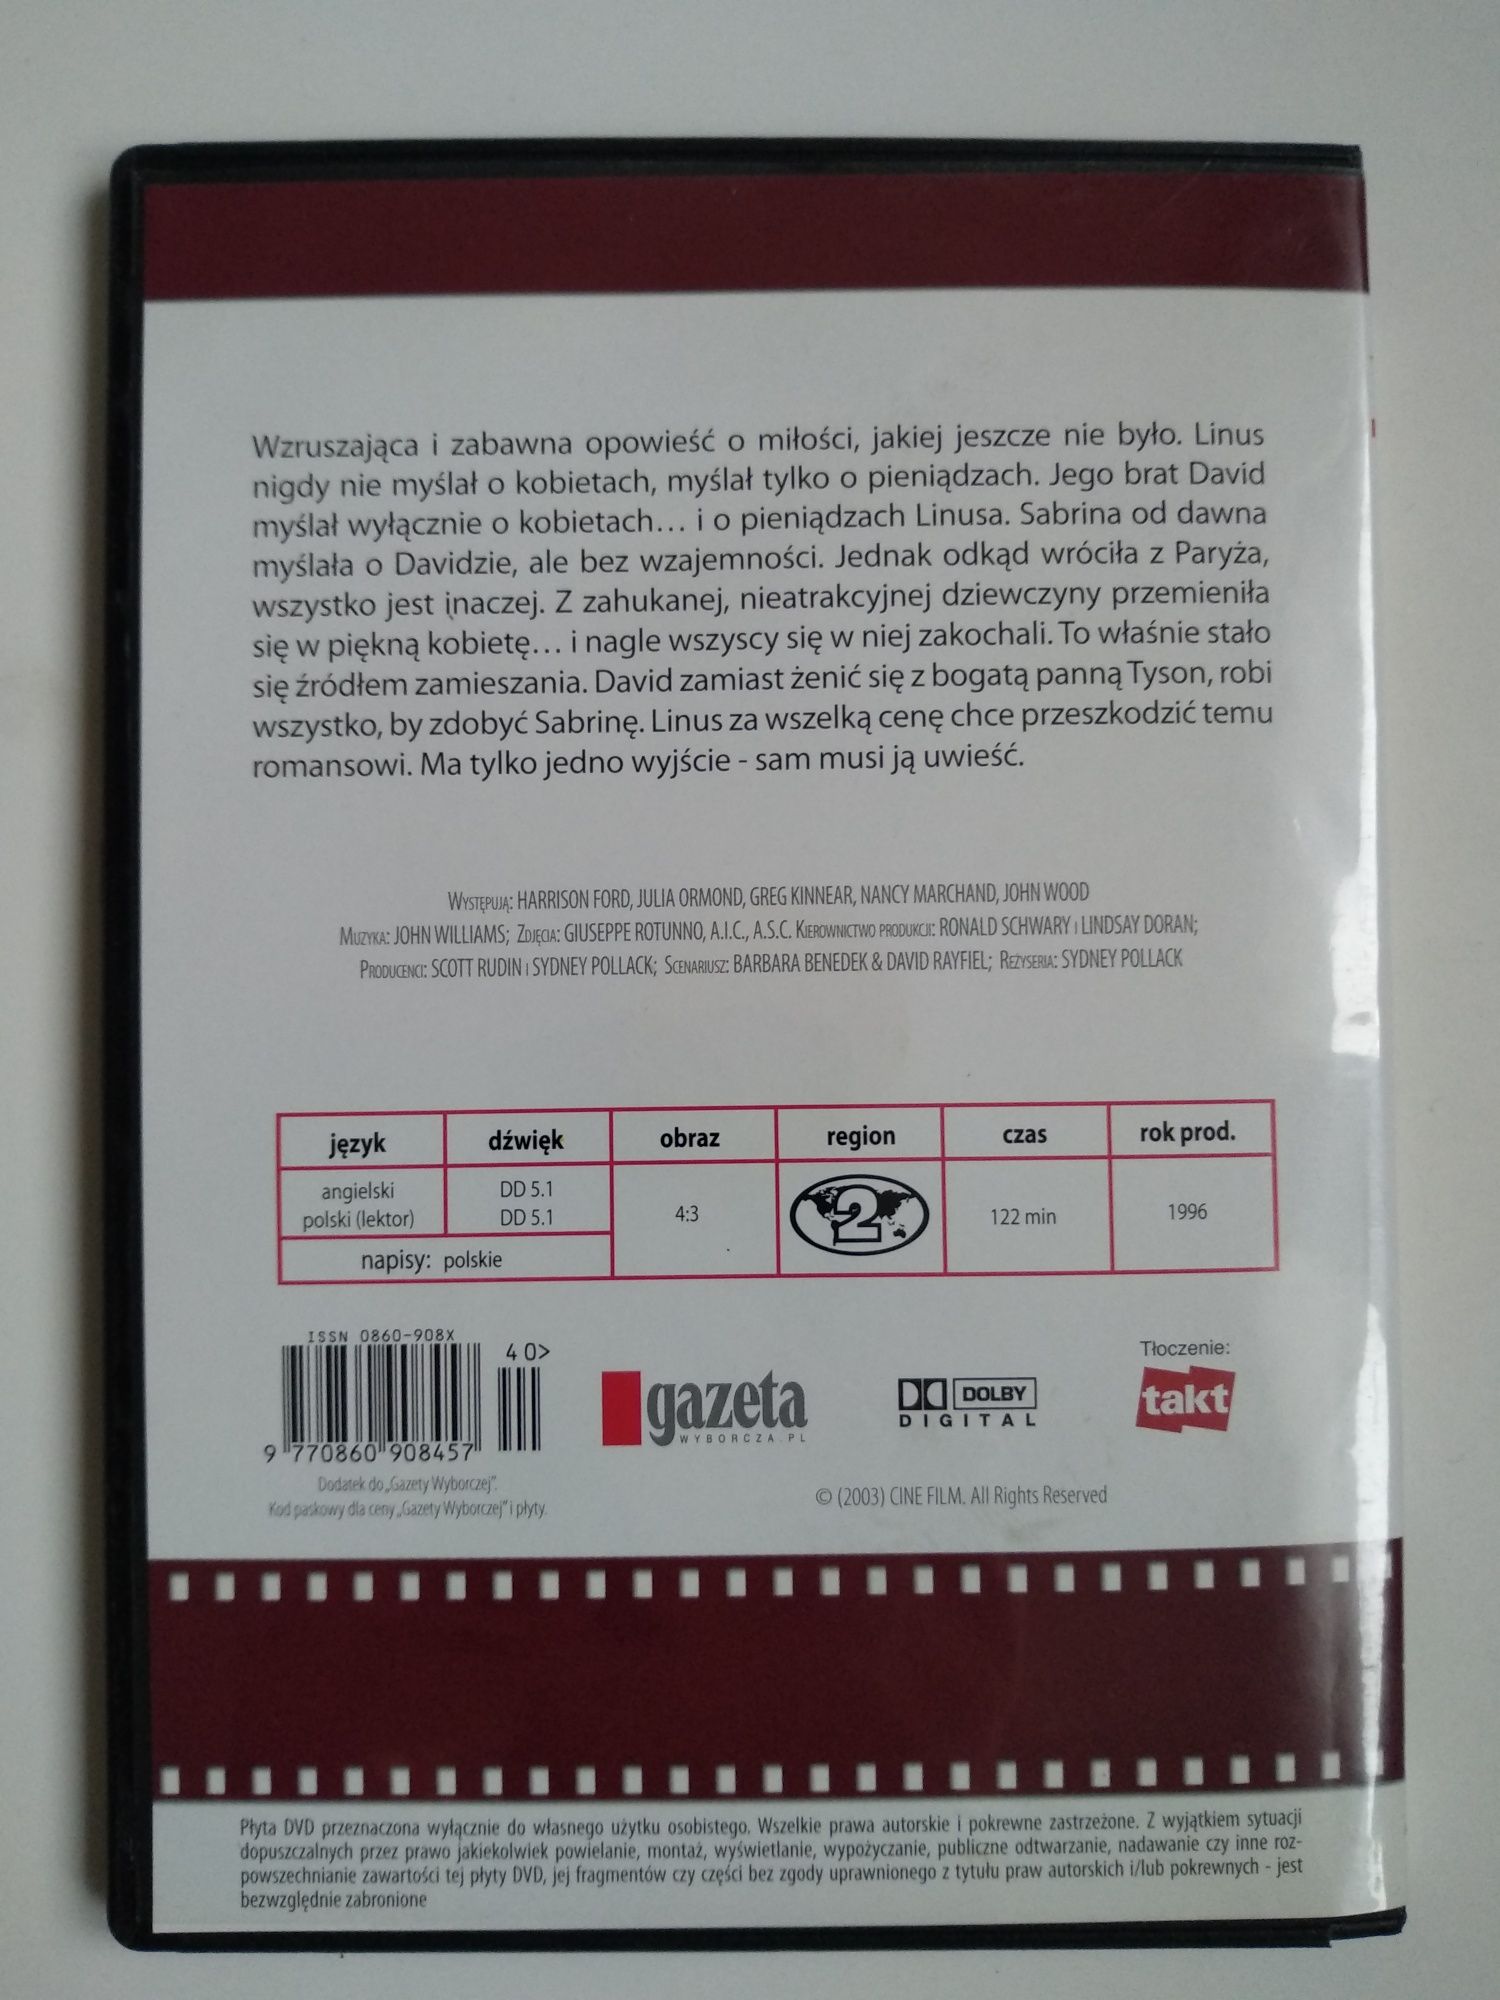 Wzruszająca i zabawna opowieść o miłości, jakiej jeszcze nie było. Linus
nigdy nie myślał o kobietach, myślał tylko o pieniądzach. Jego brat David
myślał wyłącznie o kobietach... i o pieniądzach Linusa. Sabrina od dawna
myślała o Davidzie, ale bez wzajemności. Jednak odkąd wróciła z Paryża,
wszystko jest inaczej. Z zahukanej, nieatrakcyjnej dziewczyny przemieniła
się w piękną kobietę... i nagle wszyscy się w niej zakochali. To właśnie stało
się źródłem zamieszania. David zamiast żenić się z bogatą panną Tyson, robi
wszystko, by zdobyć Sabrinę. Linus za wszelką cenę chce przeszkodzić temu
romansowi. Ma tylko jedno wyjście - sam musi ją uwieść.
Występują: HARRISON FORD, JULIA ORMOND, GREG KINNEAR, NANCY MARCHAND, JOHN WOOD
Muzyka: JOHN WILLIAMS; Zdjęcia: GIUSEPPE ROTUNNO, A.I.C., A.S.C. Kierownictwo produkcji: RONALD SCHWARY i LINDSAY DORAN;
Producenci: SCOTT RUDIN i SYDNEY POLLACK; Scenariusz: BARBARA BENEDEK & DAVID RAYFIEL; Reżyseria: SYDNEY POLLACK
język dźwięk obraz region czas rok prod.
angielski DD 5.1
polski (lektor) DD 5.1 4:3 2 122 min 1996
napisy: polskie
ISSN 0860-908X
40>
9 770860 908457
Dodatek do „Gazety Wyborczej”.
Kod paskowy dla ceny „Gazety Wyborczej” i płyty.
gazeta
WYBORCZA.PL
DOLBY
DIGITAL
Tłoczenie:
takt
© (2003) CINE FILM. All Rights Reserved
Płyta DVD przeznaczona wyłącznie do własnego użytku osobistego. Wszelkie prawa autorskie i pokrewne zastrzeżone. Z wyjątkiem sytuacji
dopuszczalnych przez prawo jakiekolwiek powielanie, montaż, wyświetlanie, wypożyczanie, publiczne odtwarzanie, nadawanie czy inne roz-
powszechnianie zawartości tej płyty DVD, jej fragmentów czy części bez zgody uprawnionego z tytułu praw autorskich i/lub pokrewnych - jest
bezwzględnie zabronione